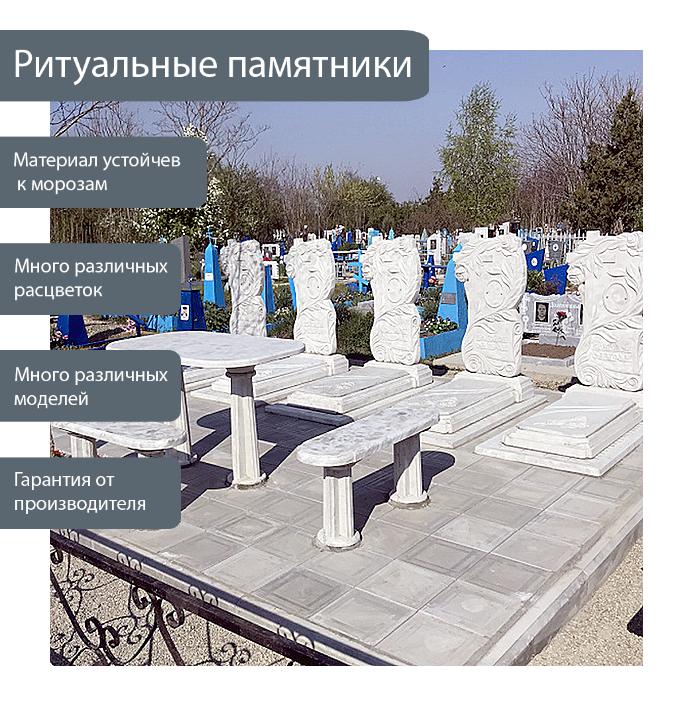 Ритуальные памятники
Материал устойчев
к морозам
Много различных
расцветок
Много различных
моделей
Гарантия от
производителя